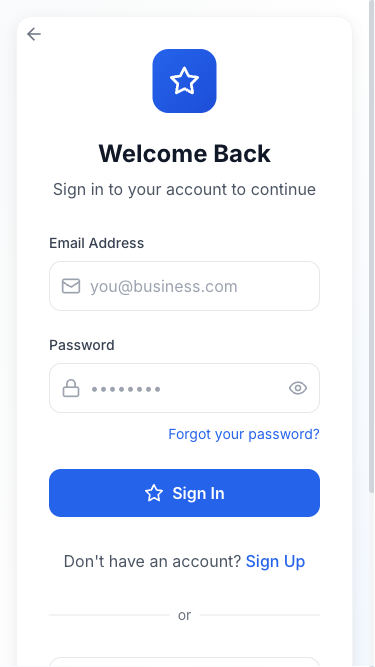 Welcome Back
Sign in to your account to continue
Email Address
you@business.com
Password
••••••••
Forgot your password?
Sign In
Don't have an account? Sign Up
or